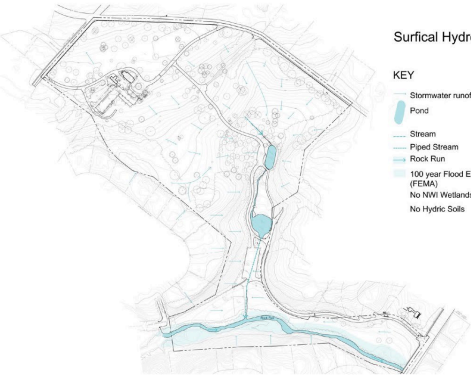 Surfical Hydro
KEY
Stormwater runof
Pond
Stream
Piped Stream
Rock Run
100 year Flood E
(FEMA)
No NWI Wetlands
No Hydric Soils